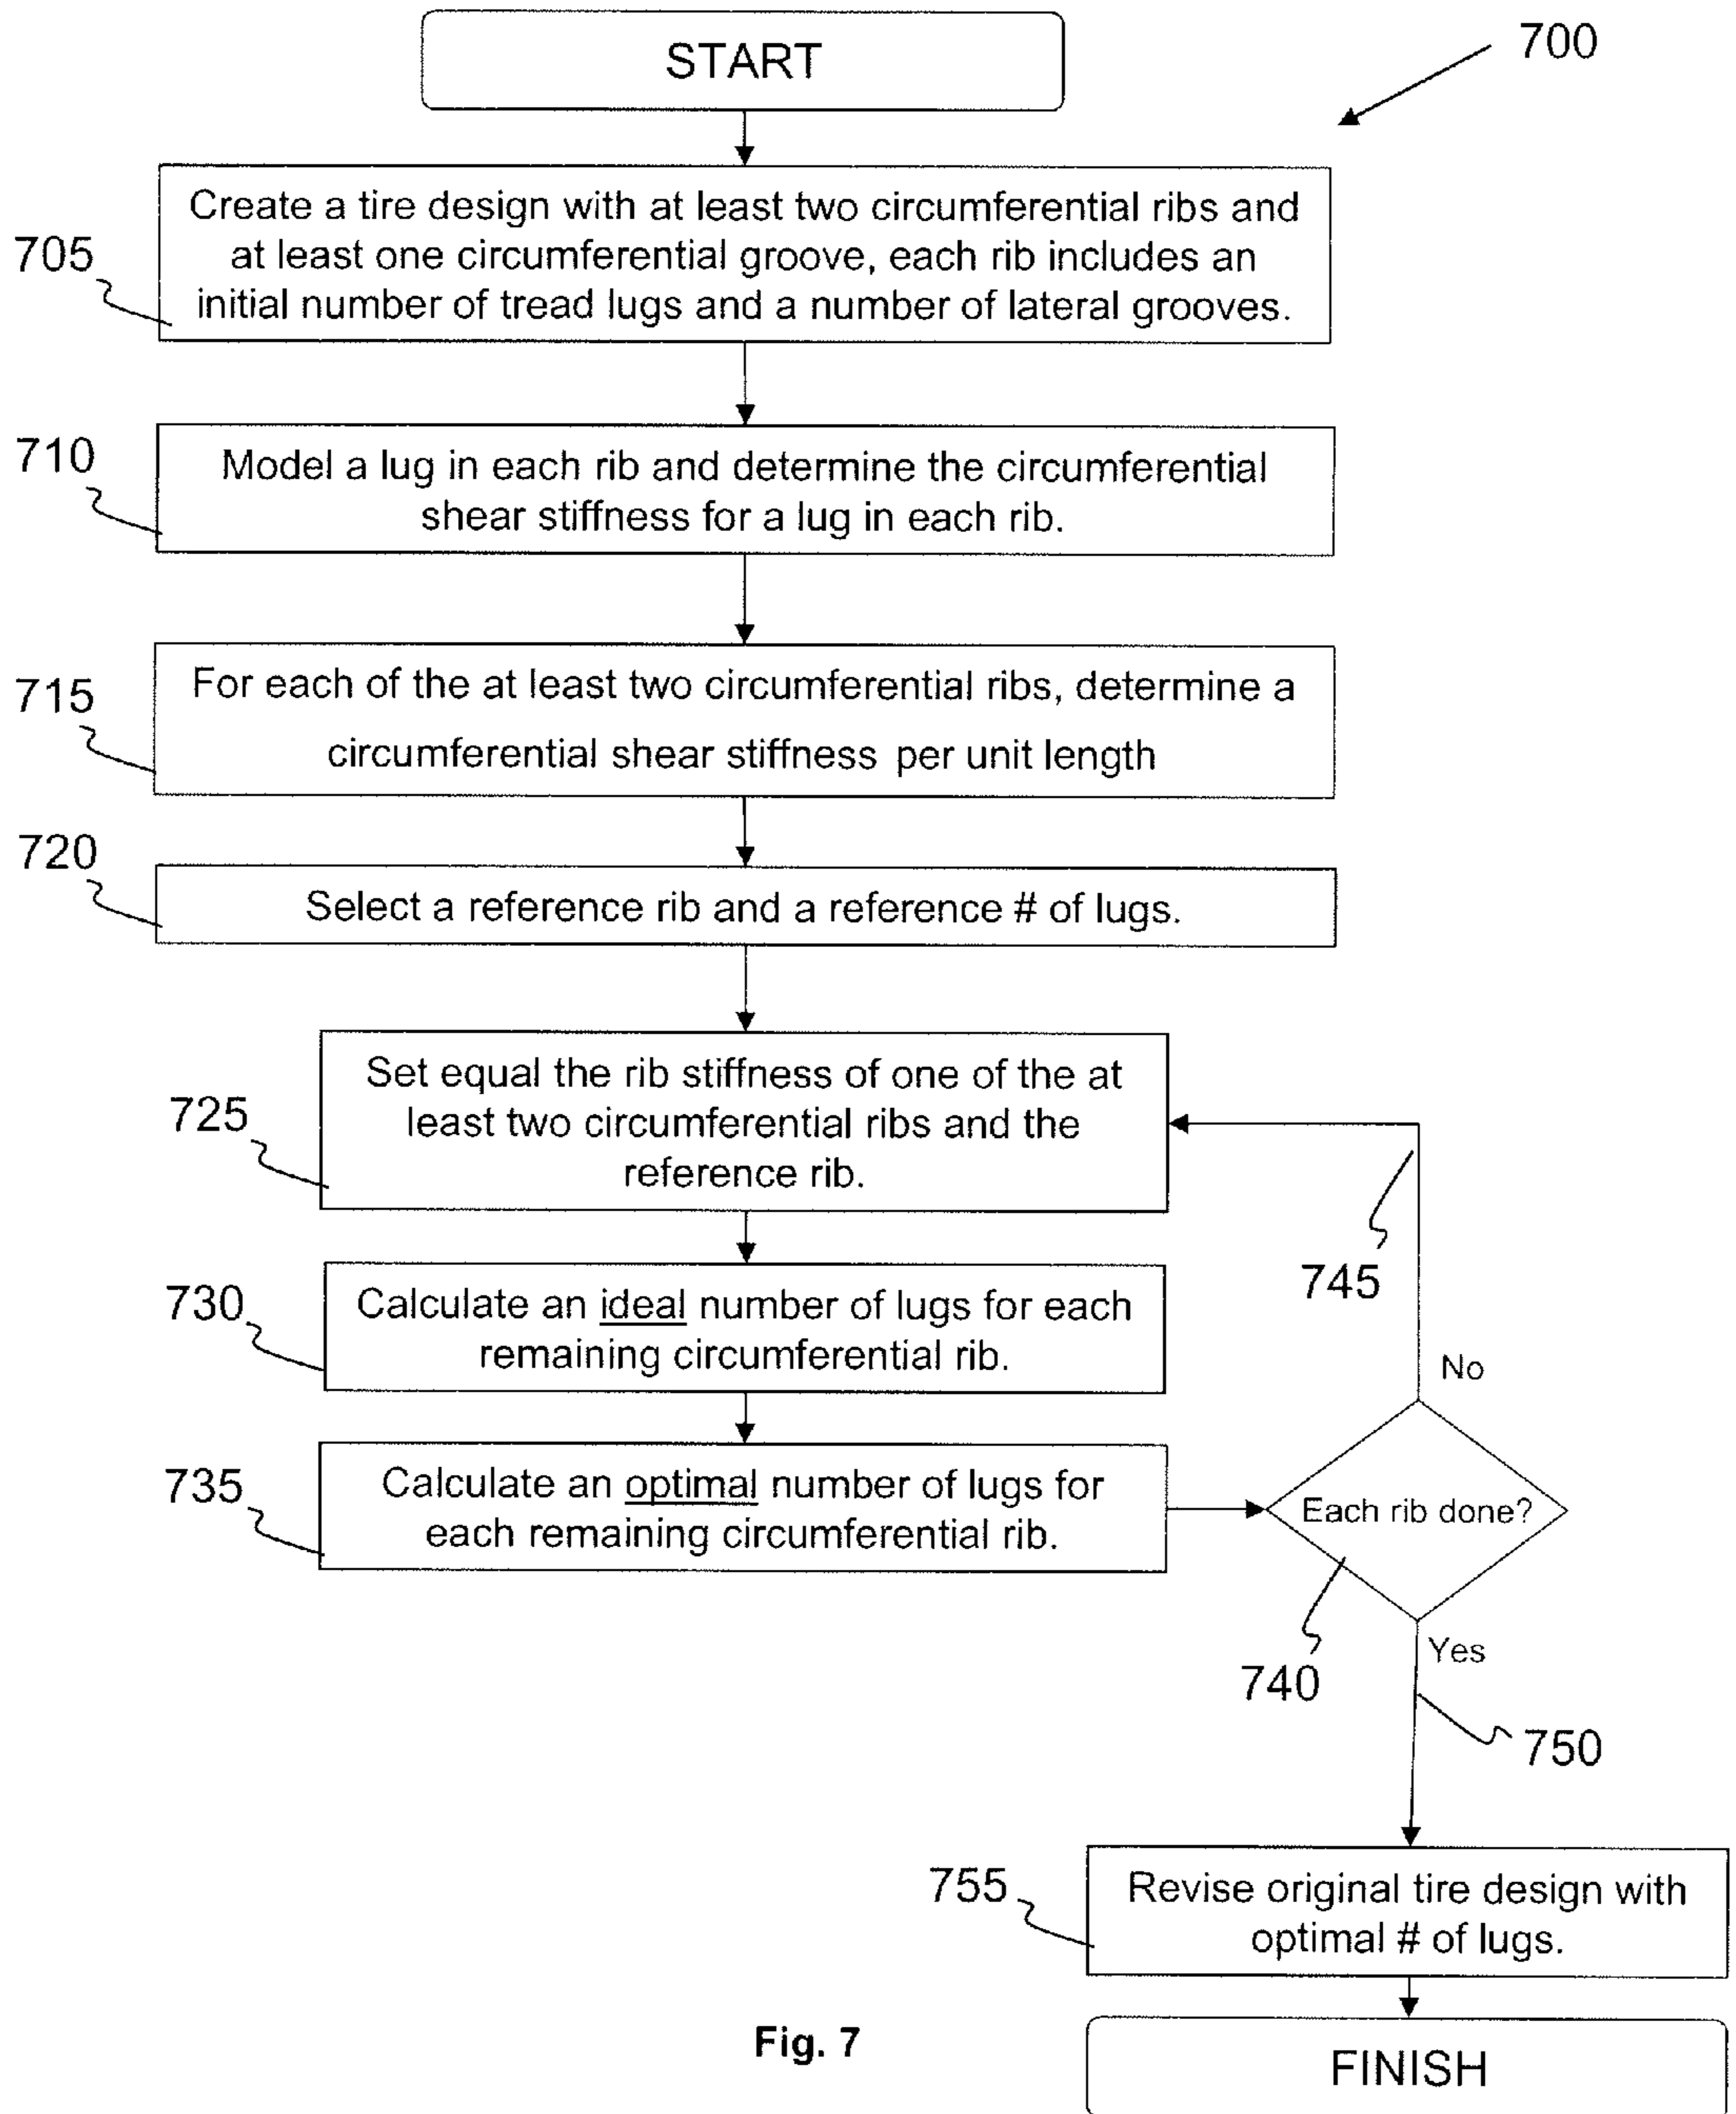 START
700
Create a tire design with at least two circumferential ribs and
at least one circumferential groove, each rib includes an
initial number of tread lugs and a number of lateral grooves.
705
Model a lug in each rib and determine the circumferential
shear stiffness for a lug in each rib.
710
For each of the at least two circumferential ribs, determine a
circumferential shear stiffness per unit length
715
720
Select a reference rib and a reference # of lugs.
Set equal the rib stiffness of one of the at
least two circumferential ribs and the
reference rib.
725
745
Calculate an ideal number of lugs for each
remaining circumferential rib.
730
No
Calculate an optimal number of lugs for
each remaining circumferential rib.
735
Each rib done?
740
Yes
750
755
Revise original tire design with
optimal # of lugs.
Fig. 7
FINISH